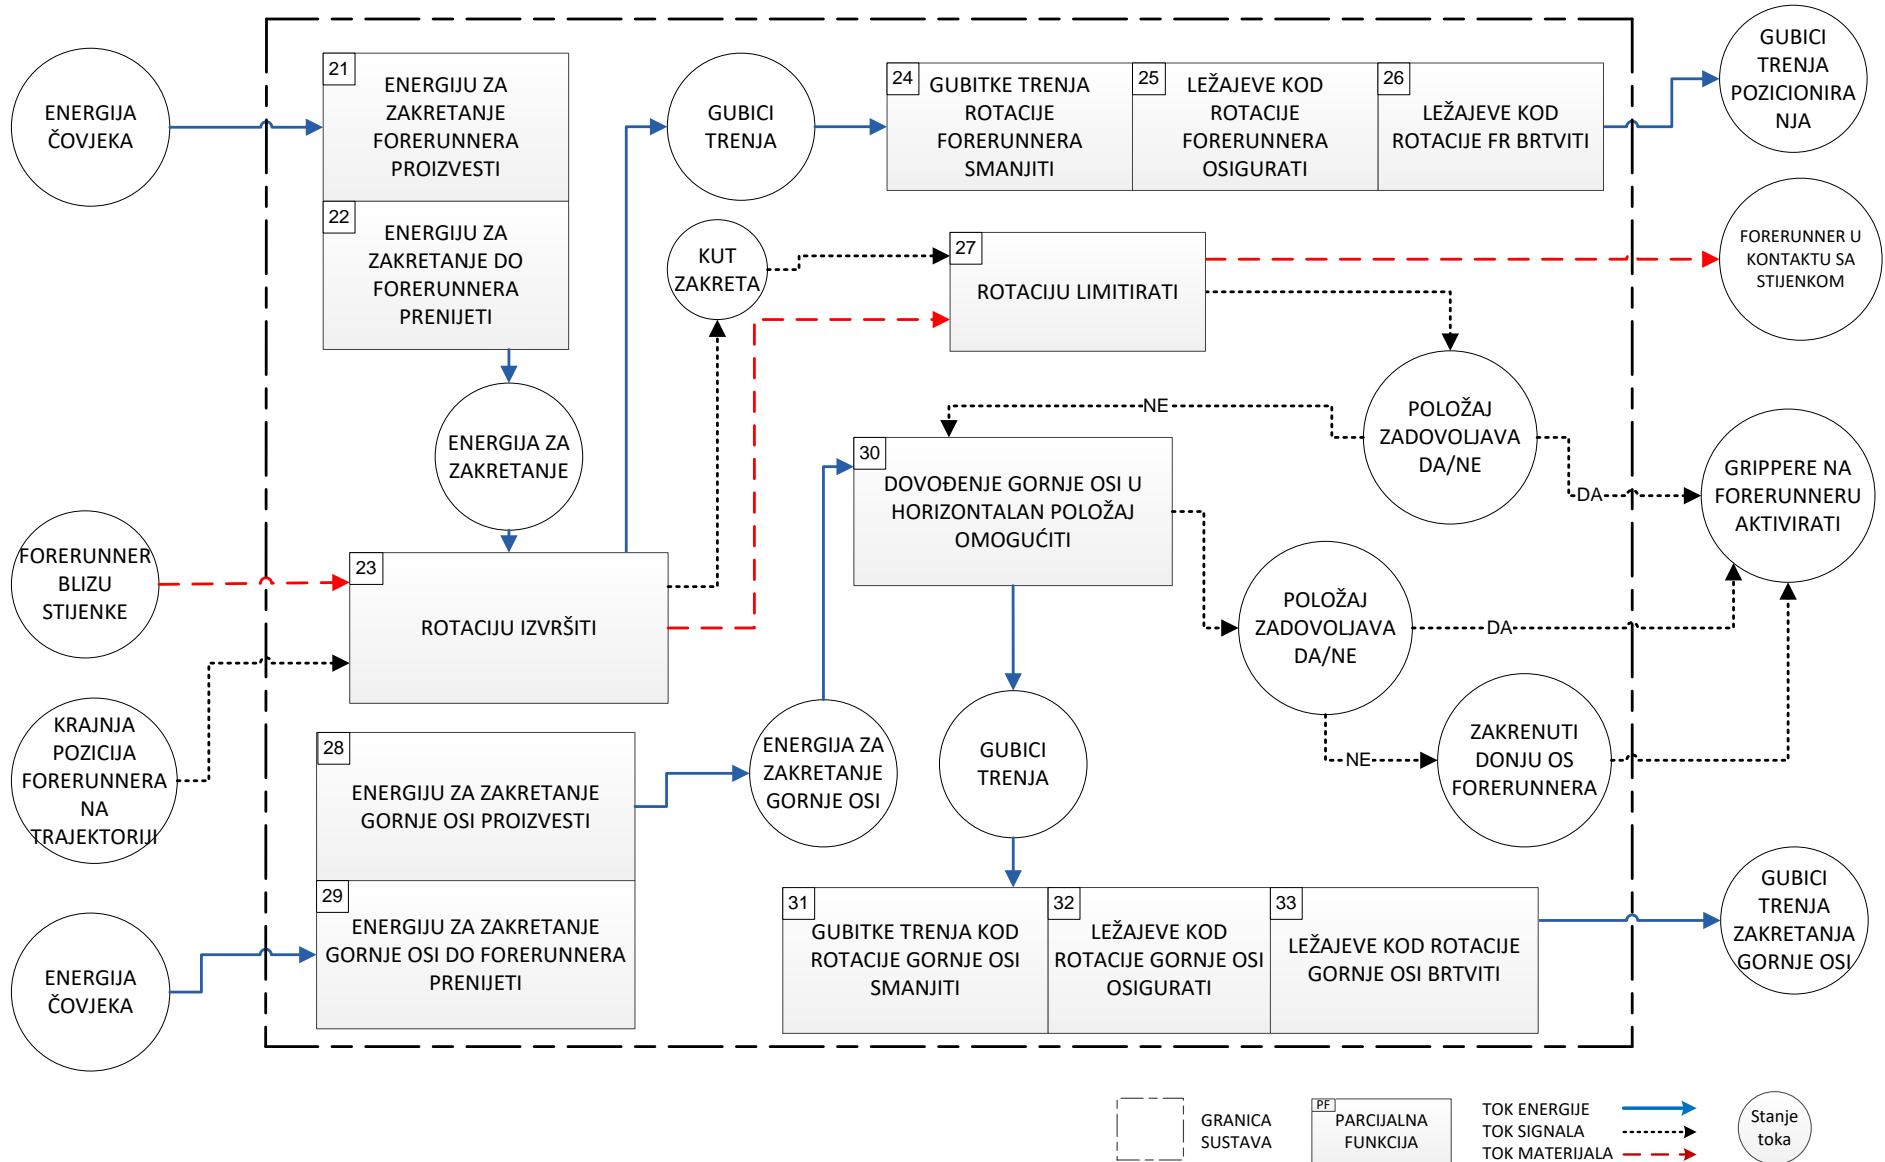 ENERGIJA
ČOVJEKA
21
ENERGIJU ZA
ZAKRETANJE
FORERUNNERA
PROIZVESTI
22
ENERGIJU ZA
ZAKRETANJE DO
FORERUNNERA
PRENIJETI
GUBICI
TRENJA
24
GUBITKE TRENJA
ROTACIJE
FORERUNNERA
SMANJITI
25
LEŽAJEVE KOD
ROTACIJE
FORERUNNERA
OSIGURATI
26
LEŽAJEVE KOD
ROTACIJE FR BRTVITI
GUBICI
TRENJA
POZICIONIRA
NJA
KUT
ZAKRETA
27
ROTACIJU LIMITIRATI
FORERUNNER U
KONTAKTU SA
STIJENKOM
ENERGIJA ZA
ZAKRETANJE
NE
POLOŽAJ
ZADOVOLJAVA
DA/NE
DA
GRIPPERE NA
FORERUNNERU
AKTIVIRATI
30
DOVOĐENJE GORNJE OSI U
HORIZONTALAN POLOŽAJ
OMOGUĆITI
FORERUNNER
BLIZU
STIJENKE
23
ROTACIJU IZVRŠITI
POLOŽAJ
ZADOVOLJAVA
DA/NE
DA
KRAJNJA
POZICIJA
FORERUNNERA
NA
TRAJEKTORIJI
28
ENERGIJU ZA ZAKRETANJE
GORNJE OSI PROIZVESTI
ENERGIJA ZA
ZAKRETANJE
GORNJE OSI
GUBICI
TRENJA
NE
ZAKRENUTI
DONJU OS
FORERUNNERA
29
ENERGIJU ZA ZAKRETANJE
GORNJE OSI DO FORERUNNERA
PRENIJETI
ENERGIJA
ČOVJEKA
31
GUBITKE TRENJA KOD
ROTACIJE GORNJE OSI
SMANJITI
32
LEŽAJEVE KOD
ROTACIJE GORNJE OSI
OSIGURATI
33
LEŽAJEVE KOD ROTACIJE
GORNJE OSI BRTVITI
GUBICI
TRENJA
ZAKRETANJA
GORNJE OSI
GRANICA
SUSTAVA
PF
PARCIJALNA
FUNKCIJA
TOK ENERGIJE
TOK SIGNALA
TOK MATERIJALA
Stanje
toka